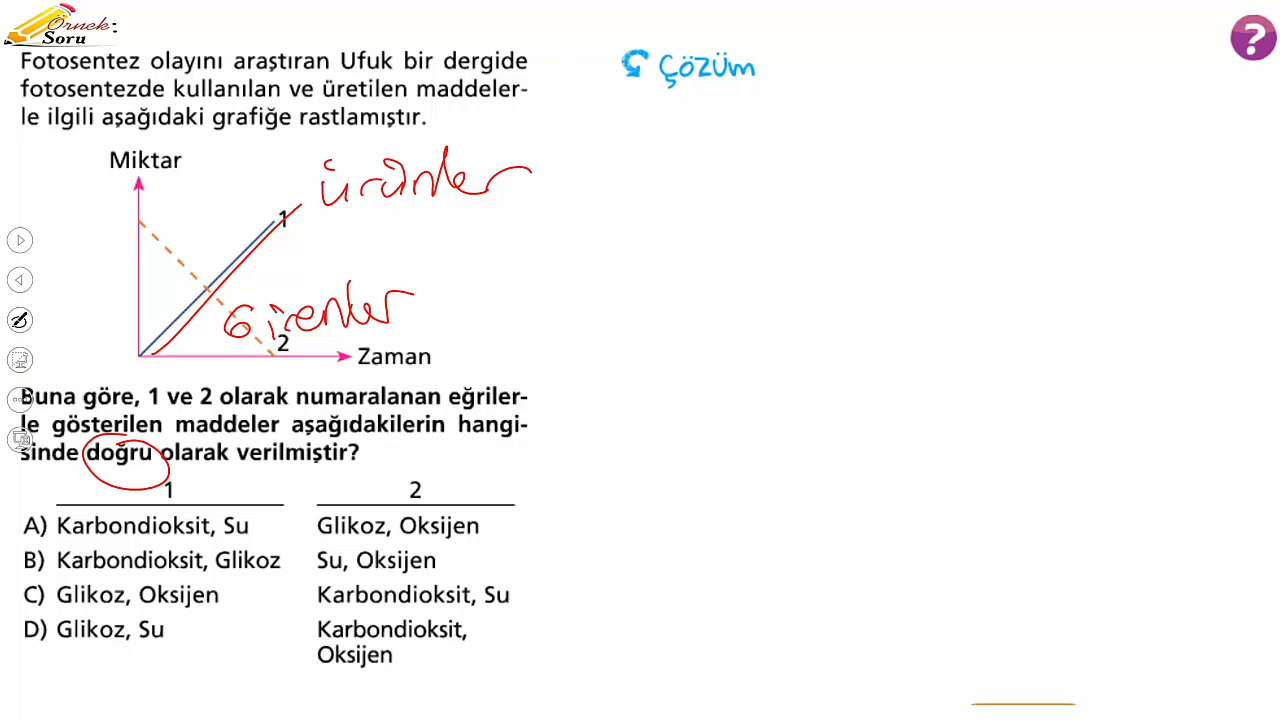 Örnek
Soru
:
?
Fotosentez olayını araştıran Ufuk bir dergide
fotosentezde kullanılan ve üretilen maddeler-
le ilgili aşağıdaki grafiğe rastlamıştır.
Çözüm
Miktar
ürünler
1
Girenler
2
Zaman
Buna göre, 1 ve 2 olarak numaralanan eğriler-
le gösterilen maddeler aşağıdakilerin hangi-
sinde doğru olarak verilmiştir?
1 2
A) Karbondioksit, Su Glikoz, Oksijen
B) Karbondioksit, Glikoz Su, Oksijen
C) Glikoz, Oksijen Karbondioksit, Su
D) Glikoz, Su Karbondioksit,
Oksijen